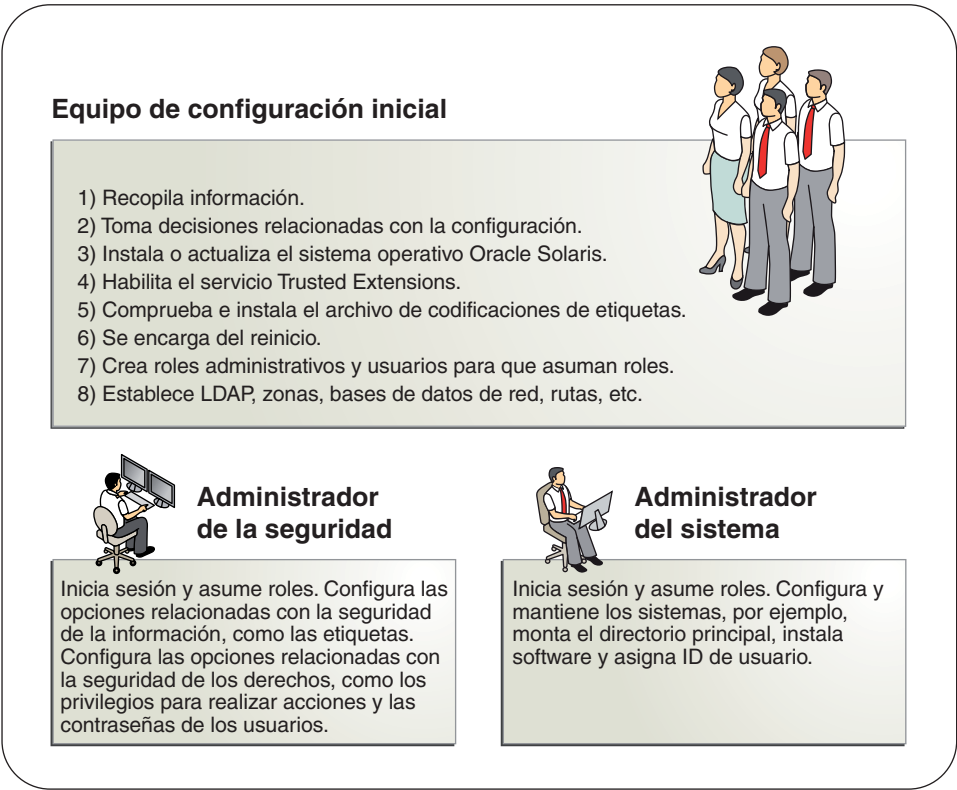 Equipo de configuración inicial
1) Recopila información.
2) Toma decisiones relacionadas con la configuración.
3) Instala o actualiza el sistema operativo Oracle Solaris.
4) Habilita el servicio Trusted Extensions.
5) Comprueba e instala el archivo de codificaciones de etiquetas.
6) Se encarga del reinicio.
7) Crea roles administrativos y usuarios para que asuman roles.
8) Establece LDAP, zonas, bases de datos de red, rutas, etc.
Administrador
de la seguridad
Inicia sesión y asume roles. Configura las
opciones relacionadas con la seguridad
de la información, como las etiquetas.
Configura las opciones relacionadas con
la seguridad de los derechos, como los
privilegios para realizar acciones y las
contraseñas de los usuarios.
Administrador
del sistema
Inicia sesión y asume roles. Configura y
mantiene los sistemas, por ejemplo,
monta el directorio principal, instala
software y asigna ID de usuario.